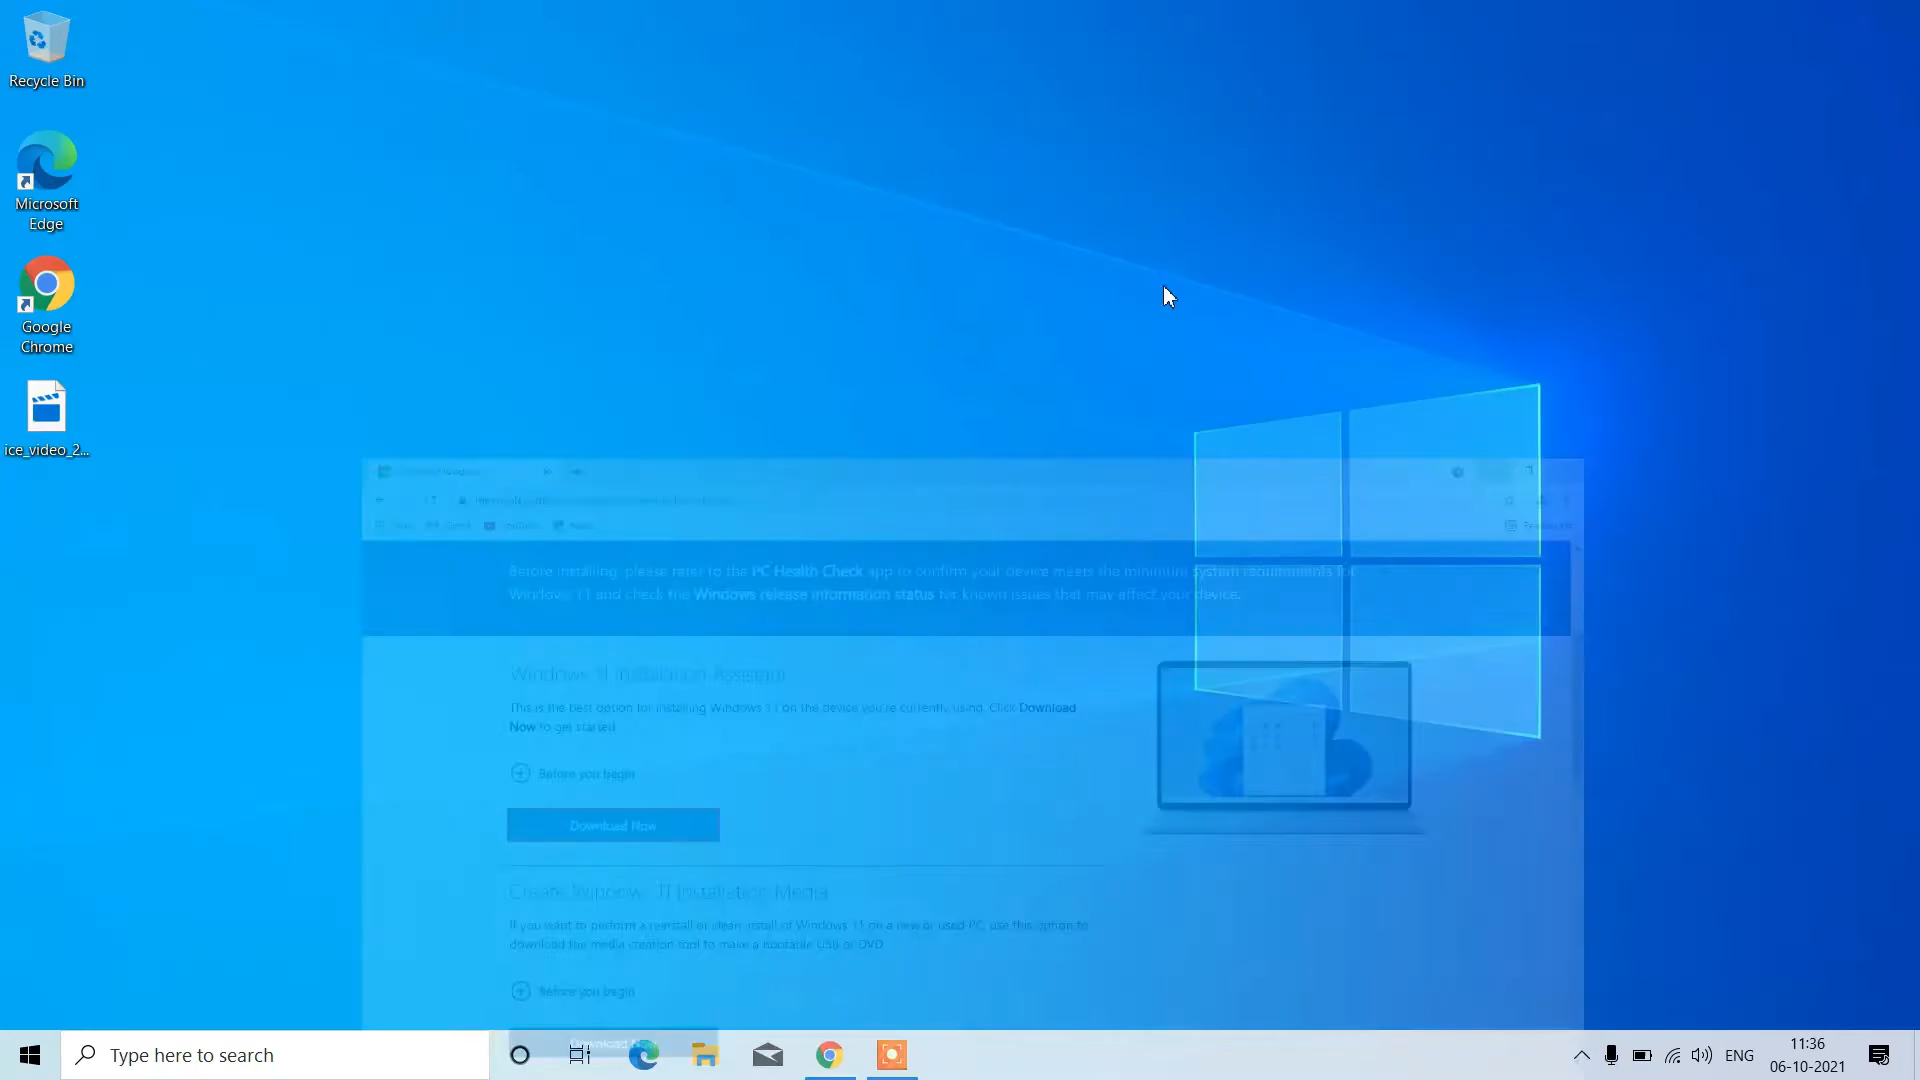 Recycle Bin
Microsoft
Edge
Google
Chrome
ice_video_2...
Before installing, please refer to the PC Health Check app to confirm your device meets the minimum system requirements for
Windows 11 and check the Windows release information status for known issues that may affect your device.
Windows 11 Installation Assistant
This is the best option for installing Windows 11 on the device you're currently using. Click Download
Now to get started.
Before you begin
Download Now
Create Windows 11 Installation Media
If you want to perform a reinstall or clean install of Windows 11 on a new or used PC, use this option to
download the media creation tool to make a bootable USB or DVD.
Before you begin
Download Now
Type here to search
ENG
11:36
06-10-2021